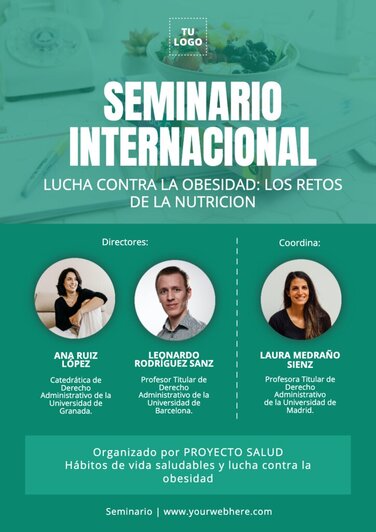 TU
LOGO
SEMINARIO
INTERNACIONAL
LUCHA CONTRA LA OBESIDAD: LOS RETOS
DE LA NUTRICION
Directores:
Coordina:
ANA RUIZ
LÓPEZ
Catedrática de
Derecho
Administrativo de la
Universidad de
Granada.
LEONARDO
RODRÍGUEZ SANZ
Profesor Titular de
Derecho
Administrativo de la
Universidad de
Barcelona.
LAURA MEDRAÑO
SIENZ
Profesora Titular de
Derecho
Administrativo
de la Universidad de
Madrid.
Organizado por PROYECTO SALUD
Hábitos de vida saludables y lucha contra la
obesidad
Seminario | www.yourwebhere.com